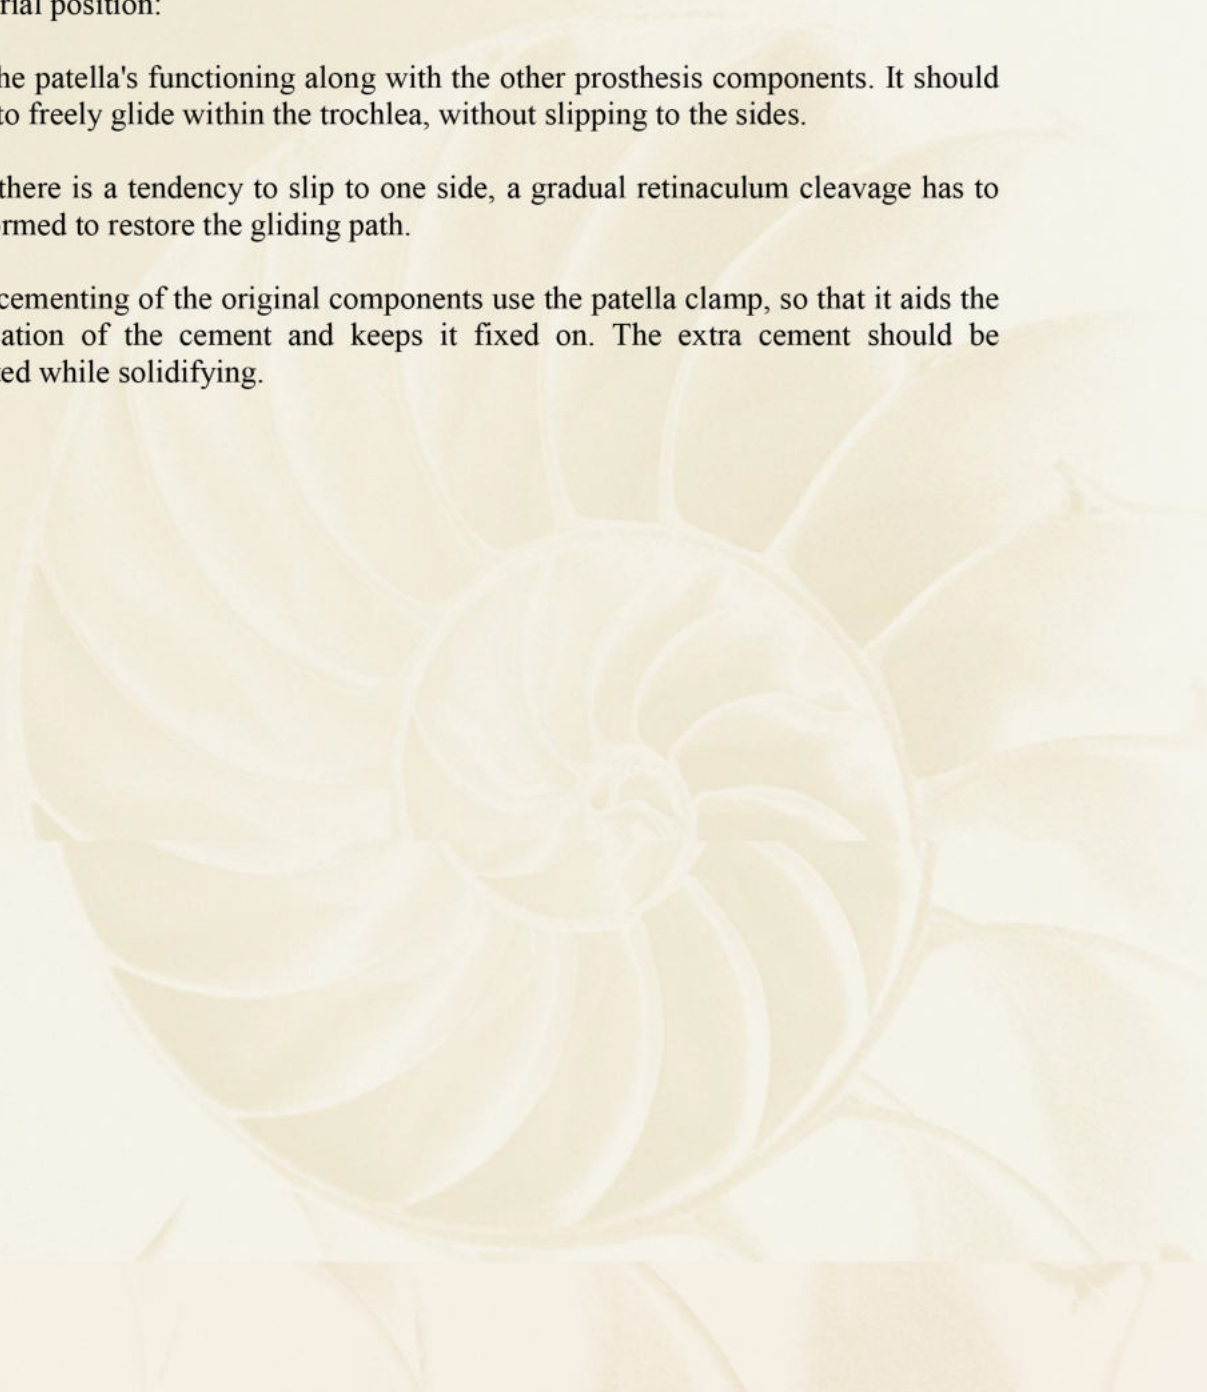 rial position:
he patella's functioning along with the other prosthesis components. It should
to freely glide within the trochlea, without slipping to the sides.
there is a tendency to slip to one side, a gradual retinaculum cleavage has to
ormed to restore the gliding path.
cementing of the original components use the patella clamp, so that it aids the
ation of the cement and keeps it fixed on. The extra cement should be
ed while solidifying.